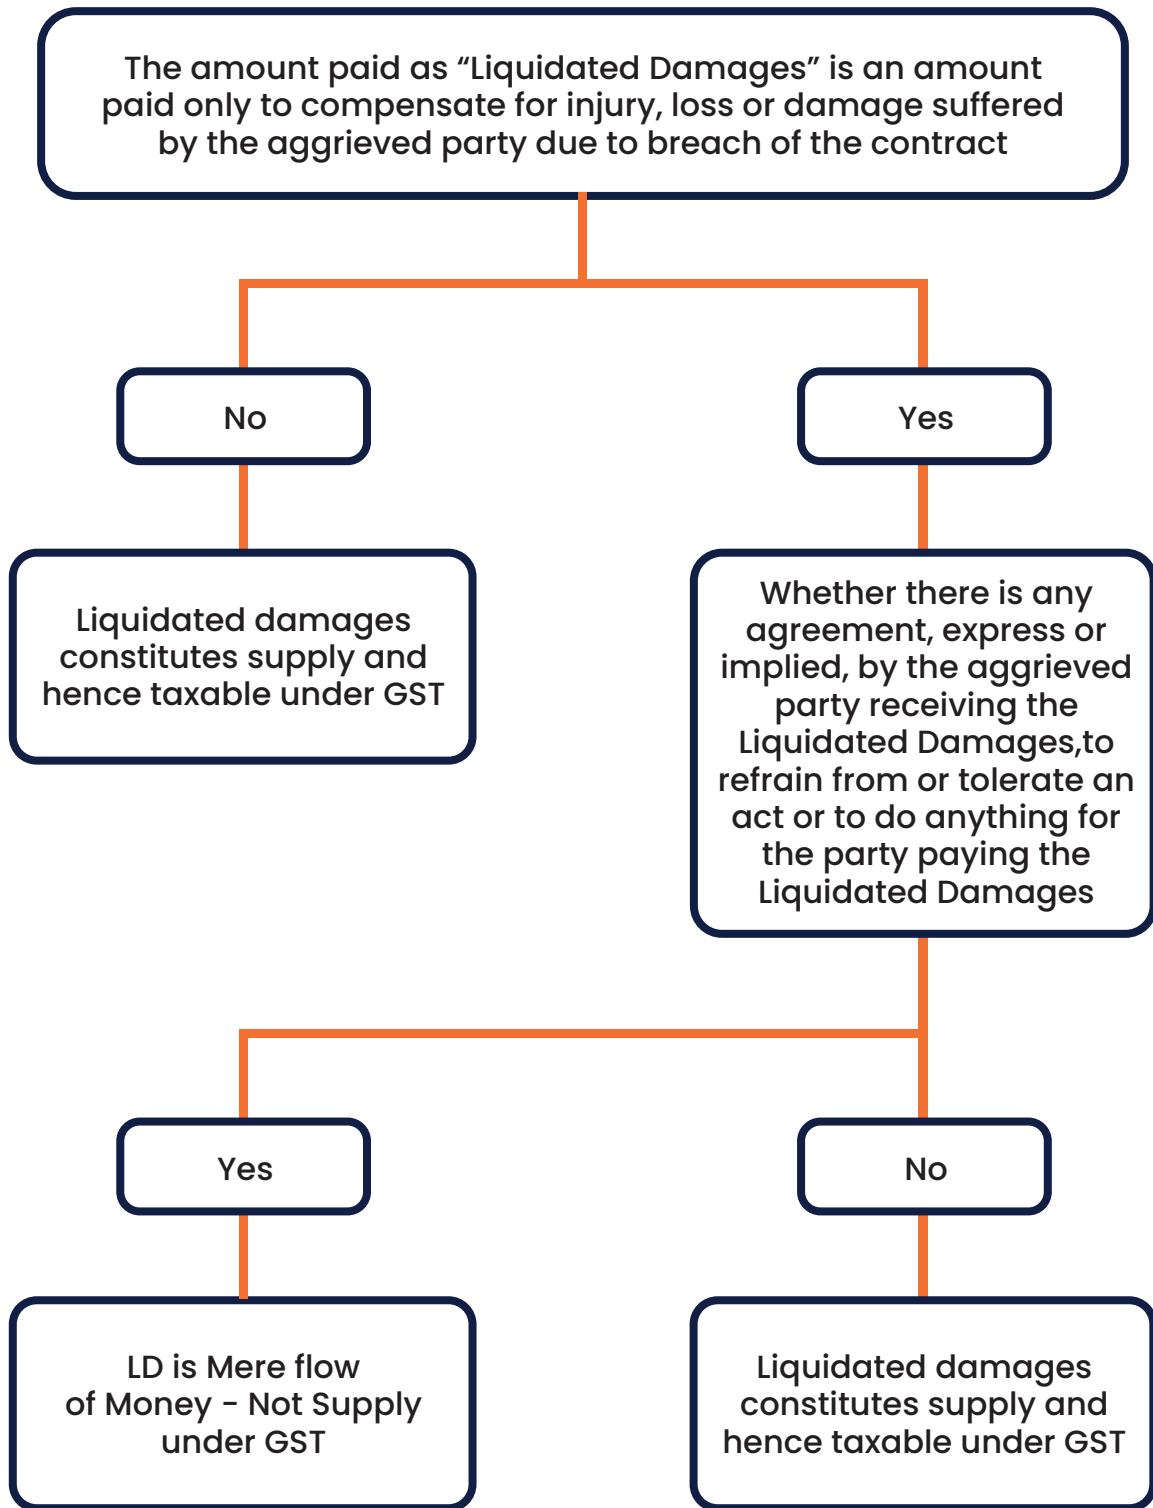 The amount paid as “Liquidated Damages” is an amount
paid only to compensate for injury, loss or damage suffered
by the aggrieved party due to breach of the contract
No
Yes
Liquidated damages
constitutes supply and
hence taxable under GST
Whether there is any
agreement, express or
implied, by the aggrieved
party receiving the
Liquidated Damages,to
refrain from or tolerate an
act or to do anything for
the party paying the
Liquidated Damages
Yes
No
LD is Mere flow
of Money - Not Supply
under GST
Liquidated damages
constitutes supply and
hence taxable under GST